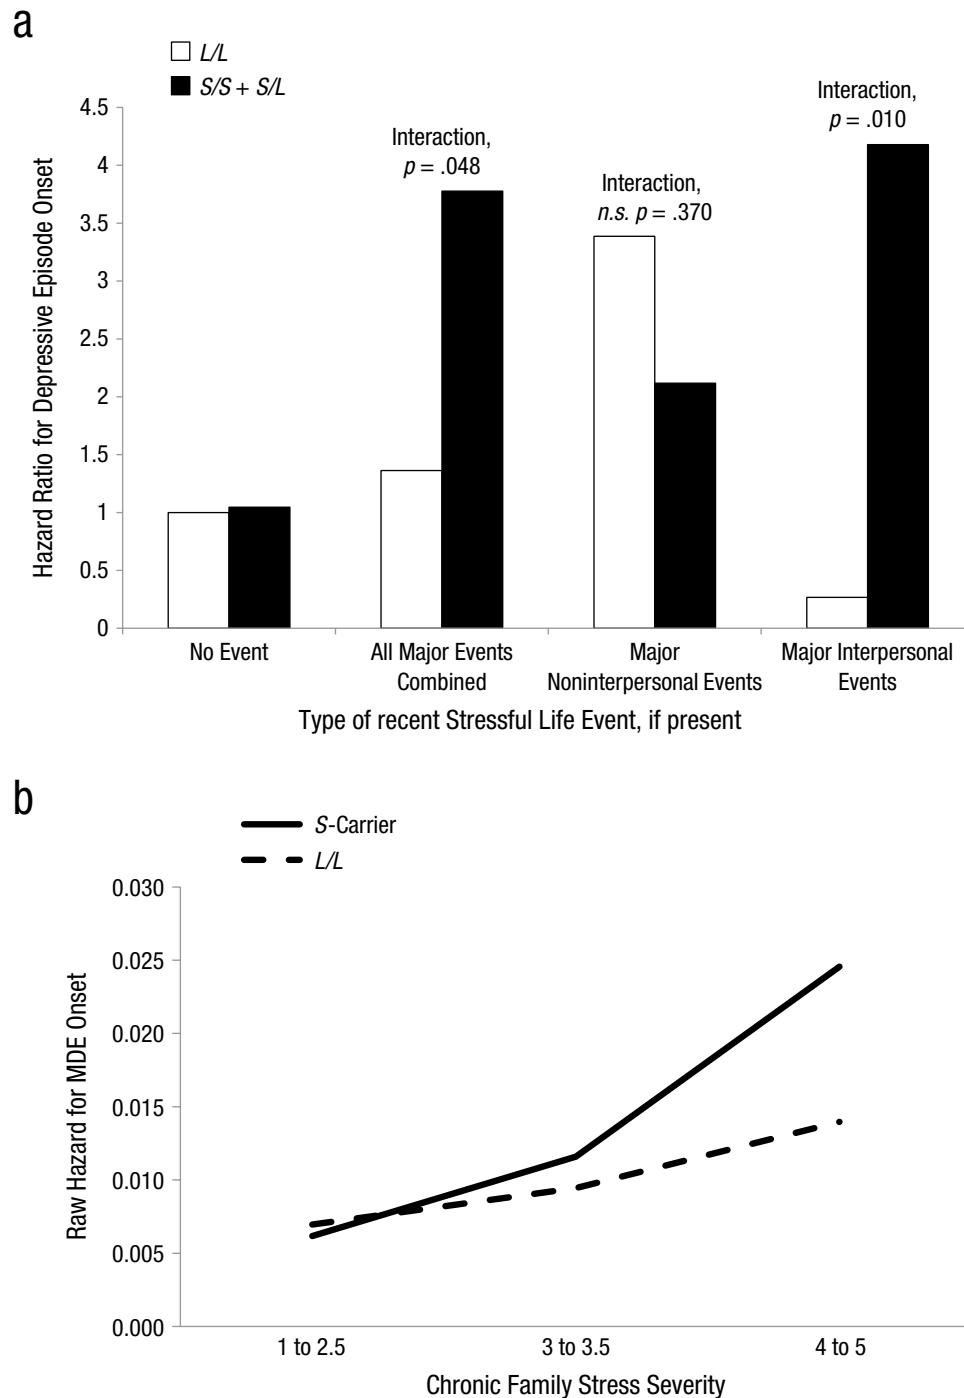 a
L/L
S/S + S/L
Interaction,
p = .048
Interaction,
n.s. p = .370
Interaction,
p = .010
Hazard Ratio for Depressive Episode Onset
4.5
4
3.5
3
2.5
2
1.5
1
0.5
0
No Event
All Major Events
Combined
Major
Noninterpersonal Events
Major Interpersonal
Events
Type of recent Stressful Life Event, if present
b
S-Carrier
L/L
Raw Hazard for MDE Onset
0.030
0.025
0.020
0.015
0.010
0.005
0.000
1 to 2.5
3 to 3.5
4 to 5
Chronic Family Stress Severity